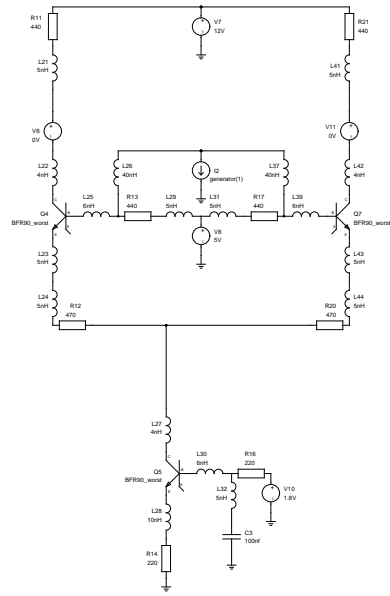 R11
440
V7
12V
R21
440
L21
5nH
L41
5nH
V6
0V
V11
0V
L22
4nH
L26
40nH
I2
generator(1)
L37
40nH
L42
4nH
Q4
BFR90_worst
L25
6nH
R13
440
L29
5nH
L31
5nH
R17
440
L39
6nH
Q7
BFR90_worst
V8
5V
L23
5nH
L43
5nH
L24
5nH
R12
470
R20
470
L44
5nH
L27
4nH
L30
6nH
R16
220
Q5
BFR90_worst
L32
5nH
V10
1.8V
L28
10nH
C3
100nf
R14
220